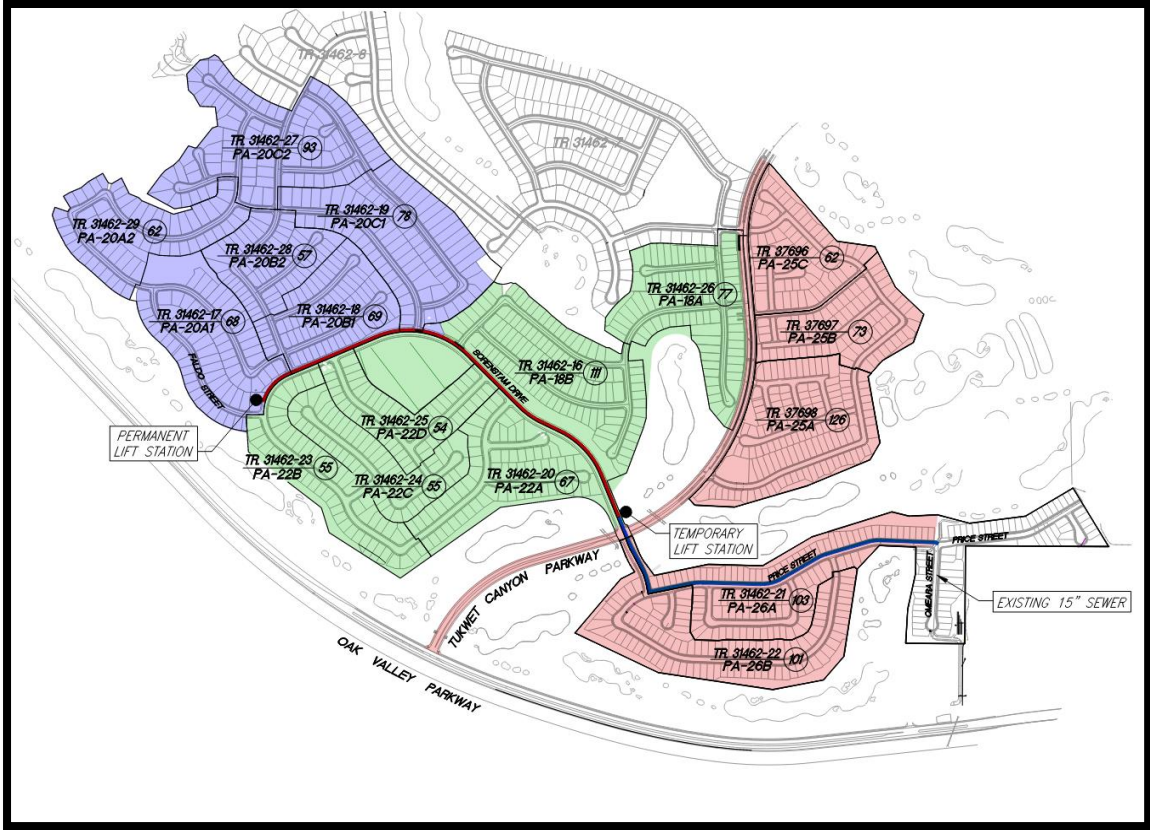 TR 31462-8
TR 31462-7
TR 31462-27
PA-20C2
93
TR 31462-19
PA-20C1
78
TR 31462-29
PA-20A2
62
TR 31462-28
PA-20B2
57
TR 31462-17
PA-20A1
68
TR 31462-18
PA-20B1
69
FALDO STREET
SORENSTAM DRIVE
TR 31462-26
PA-18A
77
TR 37696
PA-25C
62
TR 37697
PA-25B
73
TR 31462-16
PA-18B
111
TR 37698
PA-25A
126
PERMANENT
LIFT STATION
TR 31462-25
PA-22D
54
TR 31462-23
PA-22B
55
TR 31462-24
PA-22C
55
TR 31462-20
PA-22A
67
TEMPORARY
LIFT STATION
PRICE STREET
PRICE STREET
OMEARA STREET
EXISTING 15" SEWER
TR 31462-21
PA-26A
103
TR 31462-22
PA-26B
101
TUKWET CANYON PARKWAY
OAK VALLEY PARKWAY